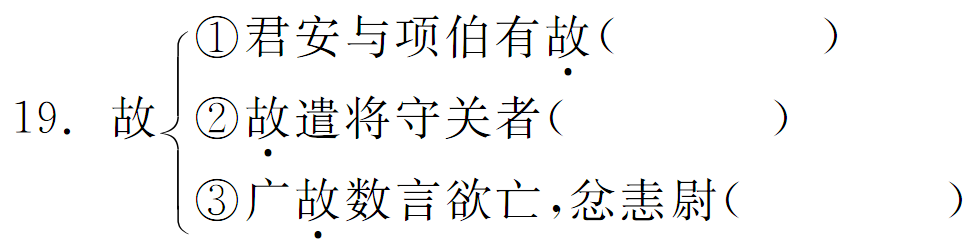 ①君安与项伯有故(　　　　)
19. 故 ②故遣将守关者(　　　　)
③广故数言欲亡,忿恚尉(　　　　)